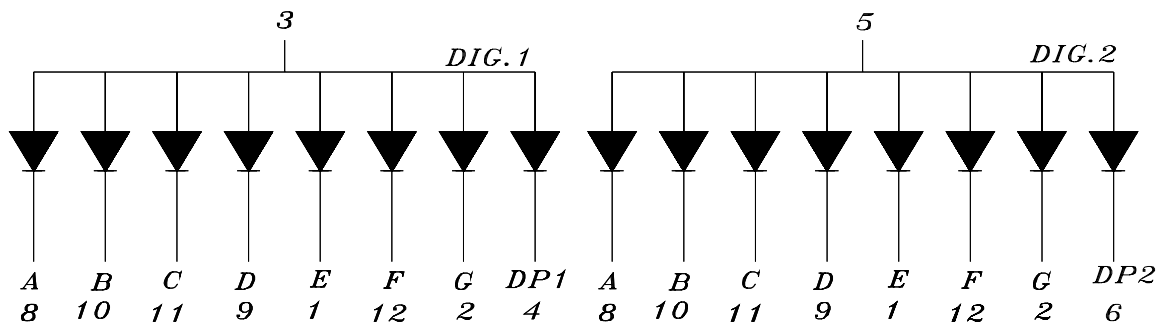 3 5
DIG.1 DIG.2
A B C D E F G DP1 A B C D E F G DP2
8 10 11 9 1 12 2 4 8 10 11 9 1 12 2 6